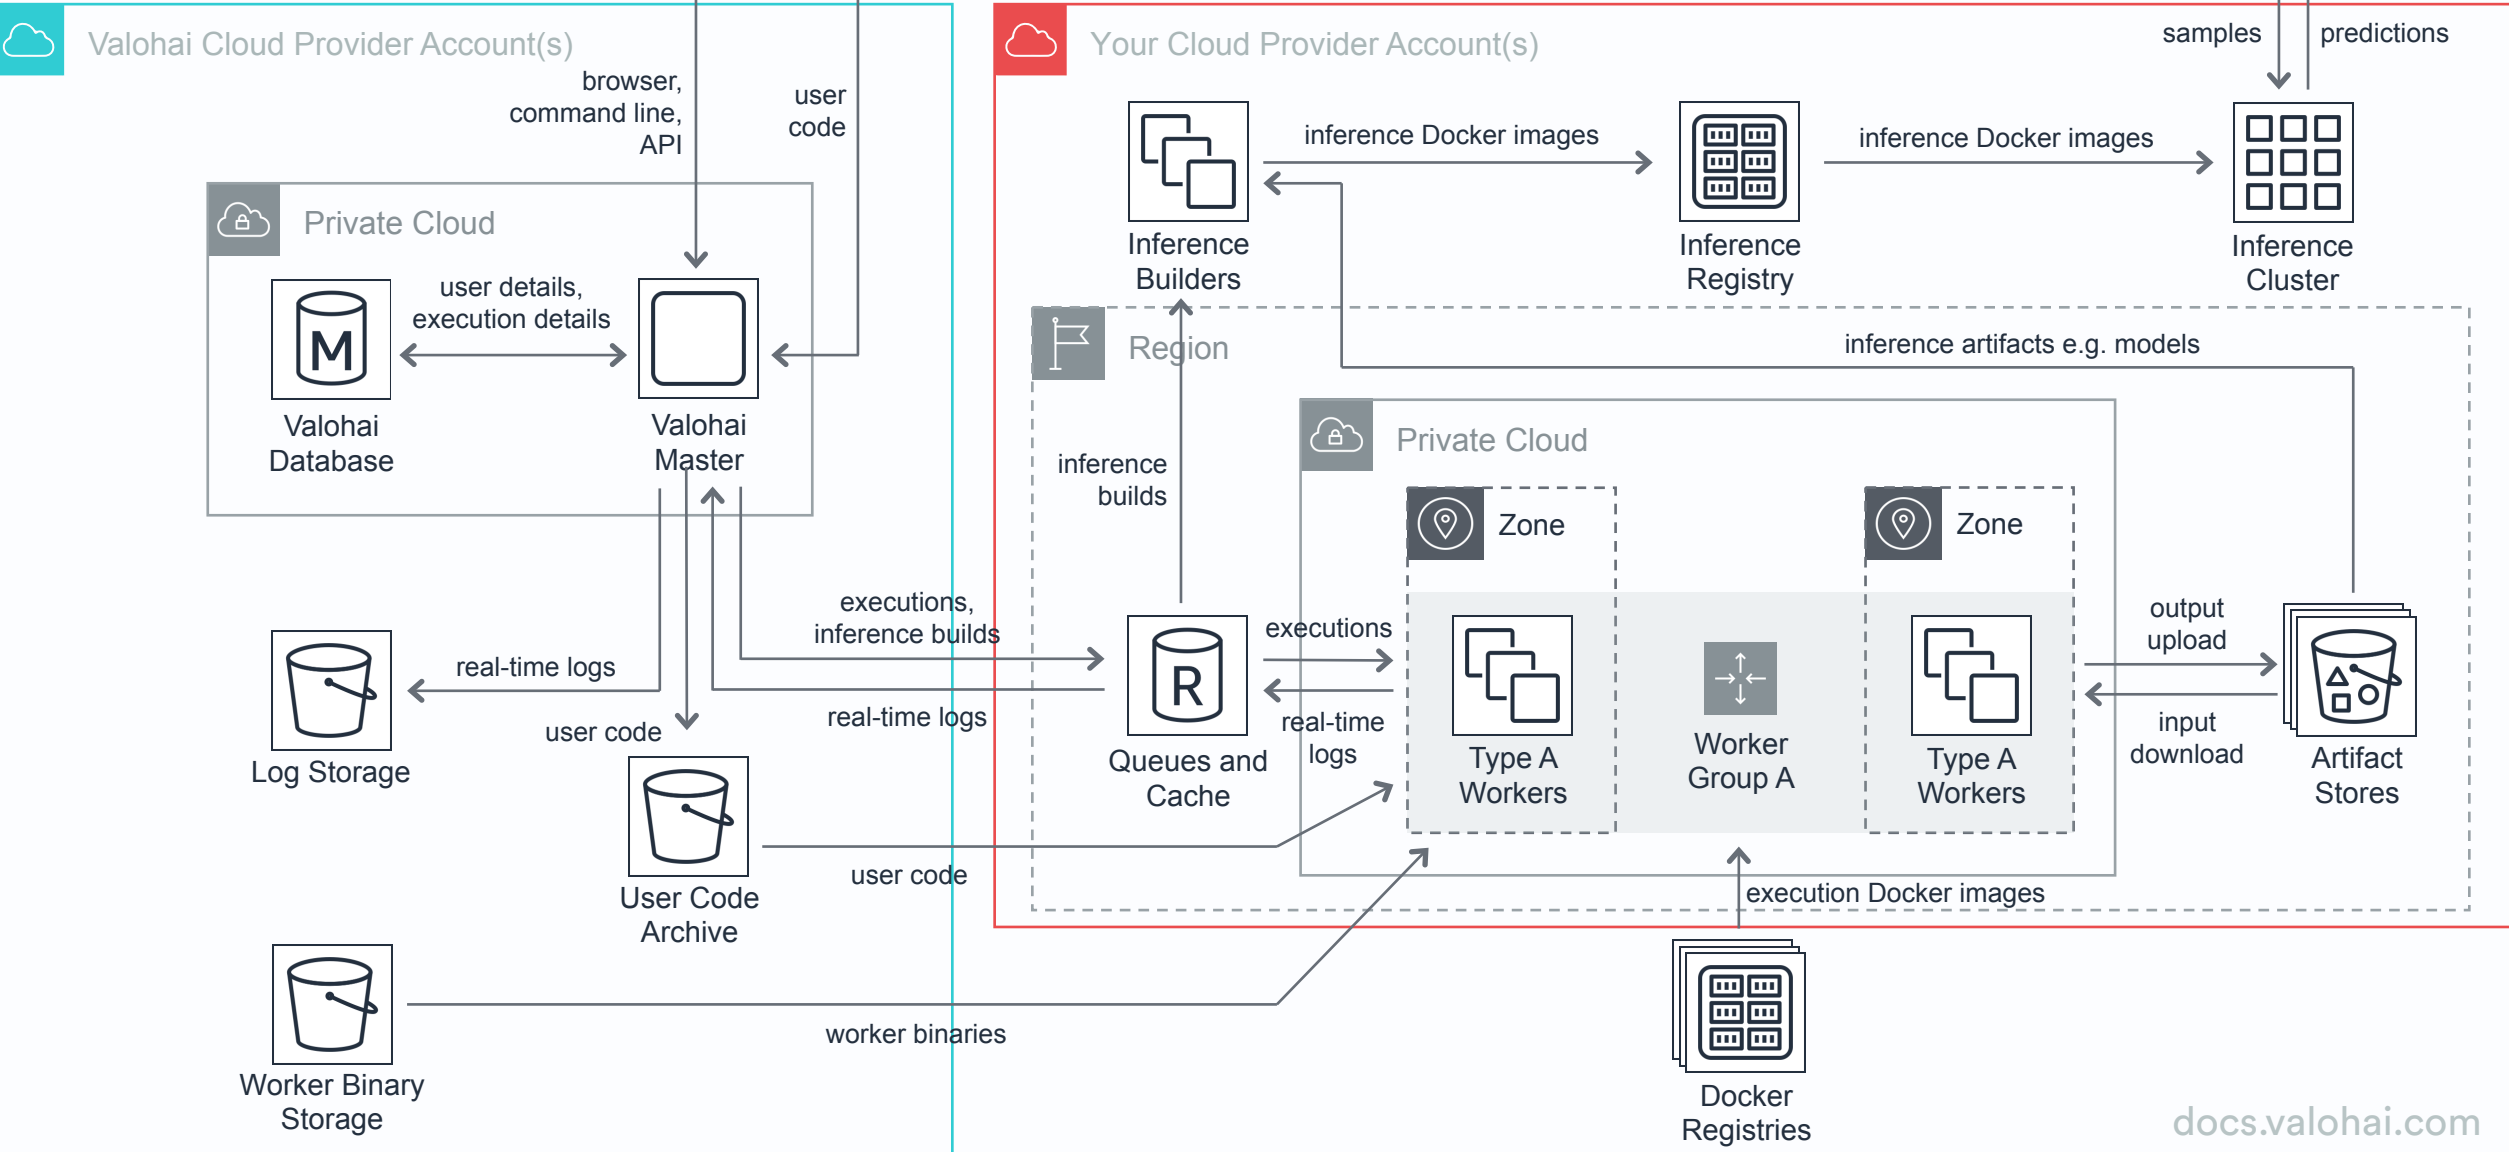 Valohai Cloud Provider Account(s)
browser,
command line,
API
user
code
Private Cloud
user details,
execution details
M
Valohai
Database
Valohai
Master
real-time logs
Log Storage
user code
User Code
Archive
Worker Binary
Storage
executions,
inference builds
real-time logs
user code
worker binaries
Your Cloud Provider Account(s)
samples
predictions
Inference
Builders
inference Docker images
Inference
Registry
inference Docker images
Inference
Cluster
Region
inference artifacts e.g. models
inference
builds
Private Cloud
Zone
Zone
R
Queues and
Cache
executions
real-time
logs
Type A
Workers
Worker
Group A
Type A
Workers
output
upload
input
download
Artifact
Stores
execution Docker images
Docker
Registries
docs.valohai.com